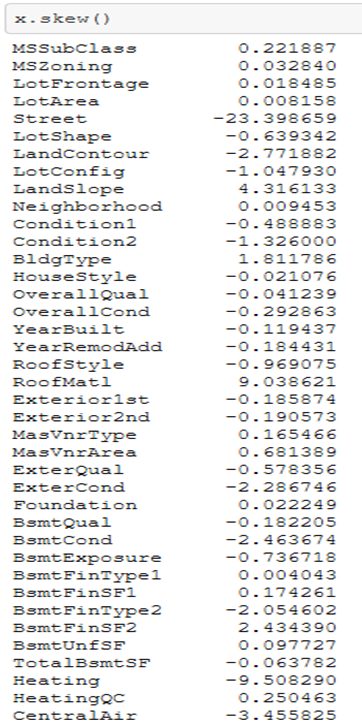 x.skew()
MSSubClass 0.221887
MSZoning 0.032840
LotFrontage 0.018485
LotArea 0.008158
Street -23.398659
LotShape -0.639342
LandContour -2.771882
LotConfig -1.047930
LandSlope 4.316133
Neighborhood 0.009453
Condition1 -0.488883
Condition2 -1.326000
BldgType 1.811786
HouseStyle -0.021076
OverallQual -0.041239
OverallCond -0.292863
YearBuilt -0.119437
YearRemodAdd -0.184431
RoofStyle -0.969075
RoofMatl 9.038621
Exterior1st -0.185874
Exterior2nd -0.190573
MasVnrType 0.165466
MasVnrArea 0.681389
ExterQual -0.578356
ExterCond -2.286746
Foundation 0.022249
BsmtQual -0.182205
BsmtCond -2.463674
BsmtExposure -0.736718
BsmtFinType1 0.004043
BsmtFinSF1 0.174261
BsmtFinType2 -2.054602
BsmtFinSF2 2.434390
BsmtUnfSF 0.097727
TotalBsmtSF -0.063782
Heating -9.508290
HeatingQC 0.250463
CentralAir -3.455825